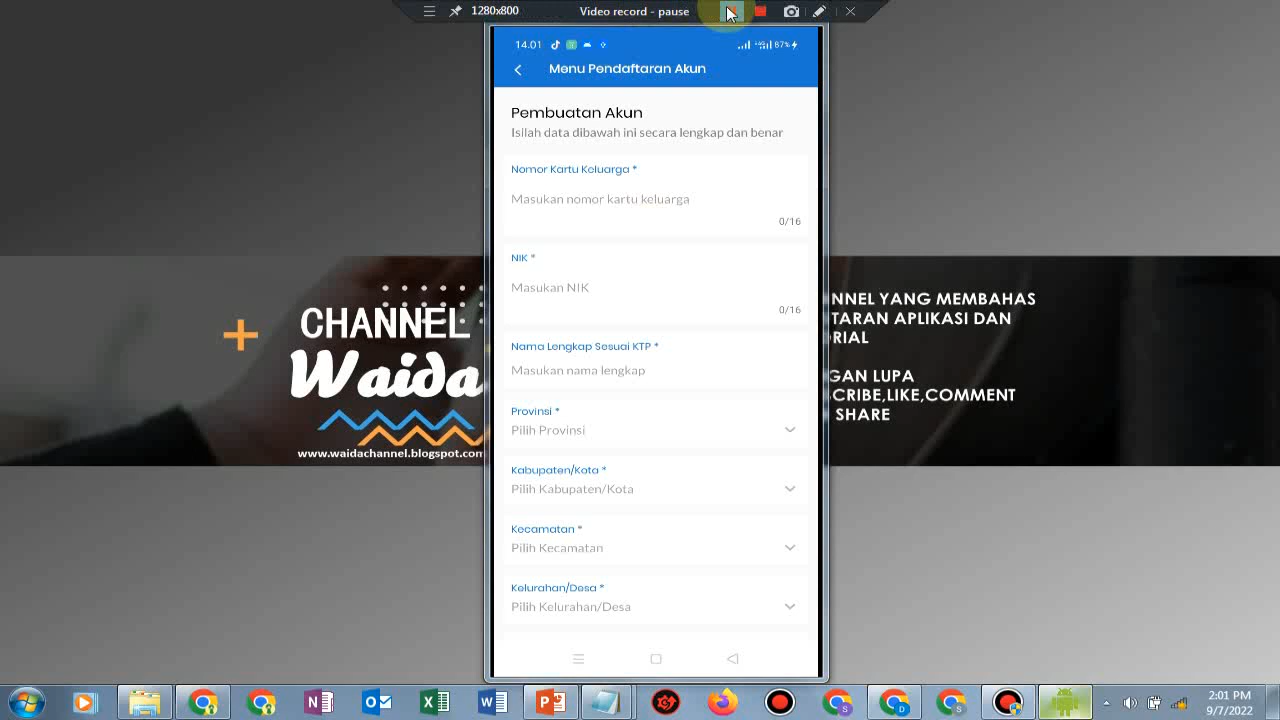 1280x800
Video record - pause
14.01
87%
Menu Pendaftaran Akun
Pembuatan Akun
Isilah data dibawah ini secara lengkap dan benar
Nomor Kartu Keluarga *
Masukan nomor kartu keluarga
0/16
NIK *
Masukan NIK
0/16
Nama Lengkap Sesuai KTP *
Masukan nama lengkap
Provinsi *
Pilih Provinsi
Kabupaten/Kota *
Pilih Kabupaten/Kota
Kecamatan *
Pilih Kecamatan
Kelurahan/Desa *
Pilih Kelurahan/Desa
CHANNEL
Waida
www.waidachannel.blogspot.com
NNEL YANG MEMBAHAS
TARAN APLIKASI DAN
RIAL
GAN LUPA
CRIBE,LIKE,COMMENT
SHARE
2:01 PM
9/7/2022